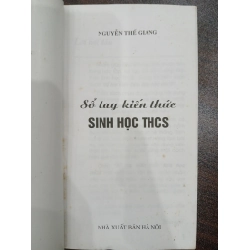 NGUYỄN THẾ GIANG
Sổ tay kiến thức
SINH HỌC THCS
NHÀ XUẤT BẢN HÀ NỘI